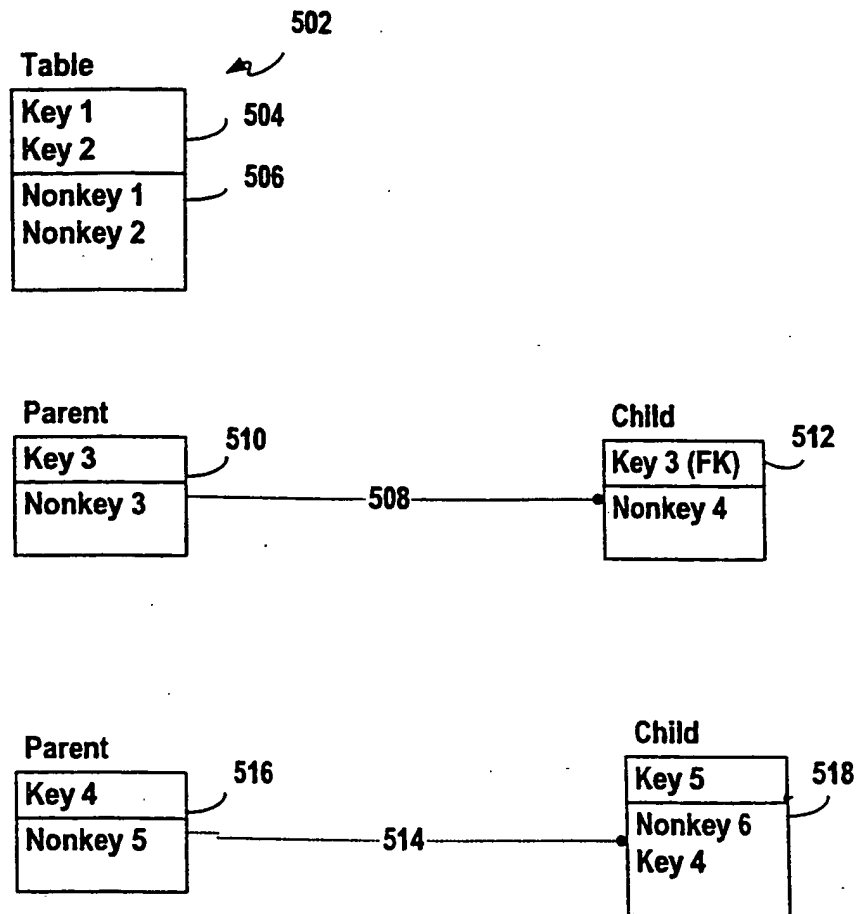 502
Table
Key 1
Key 2
504
Nonkey 1
Nonkey 2
506
Parent
Key 3
Nonkey 3
510
508
Child
Key 3 (FK)
Nonkey 4
512
Parent
Key 4
Nonkey 5
516
514
Child
Key 5
Nonkey 6
Key 4
518